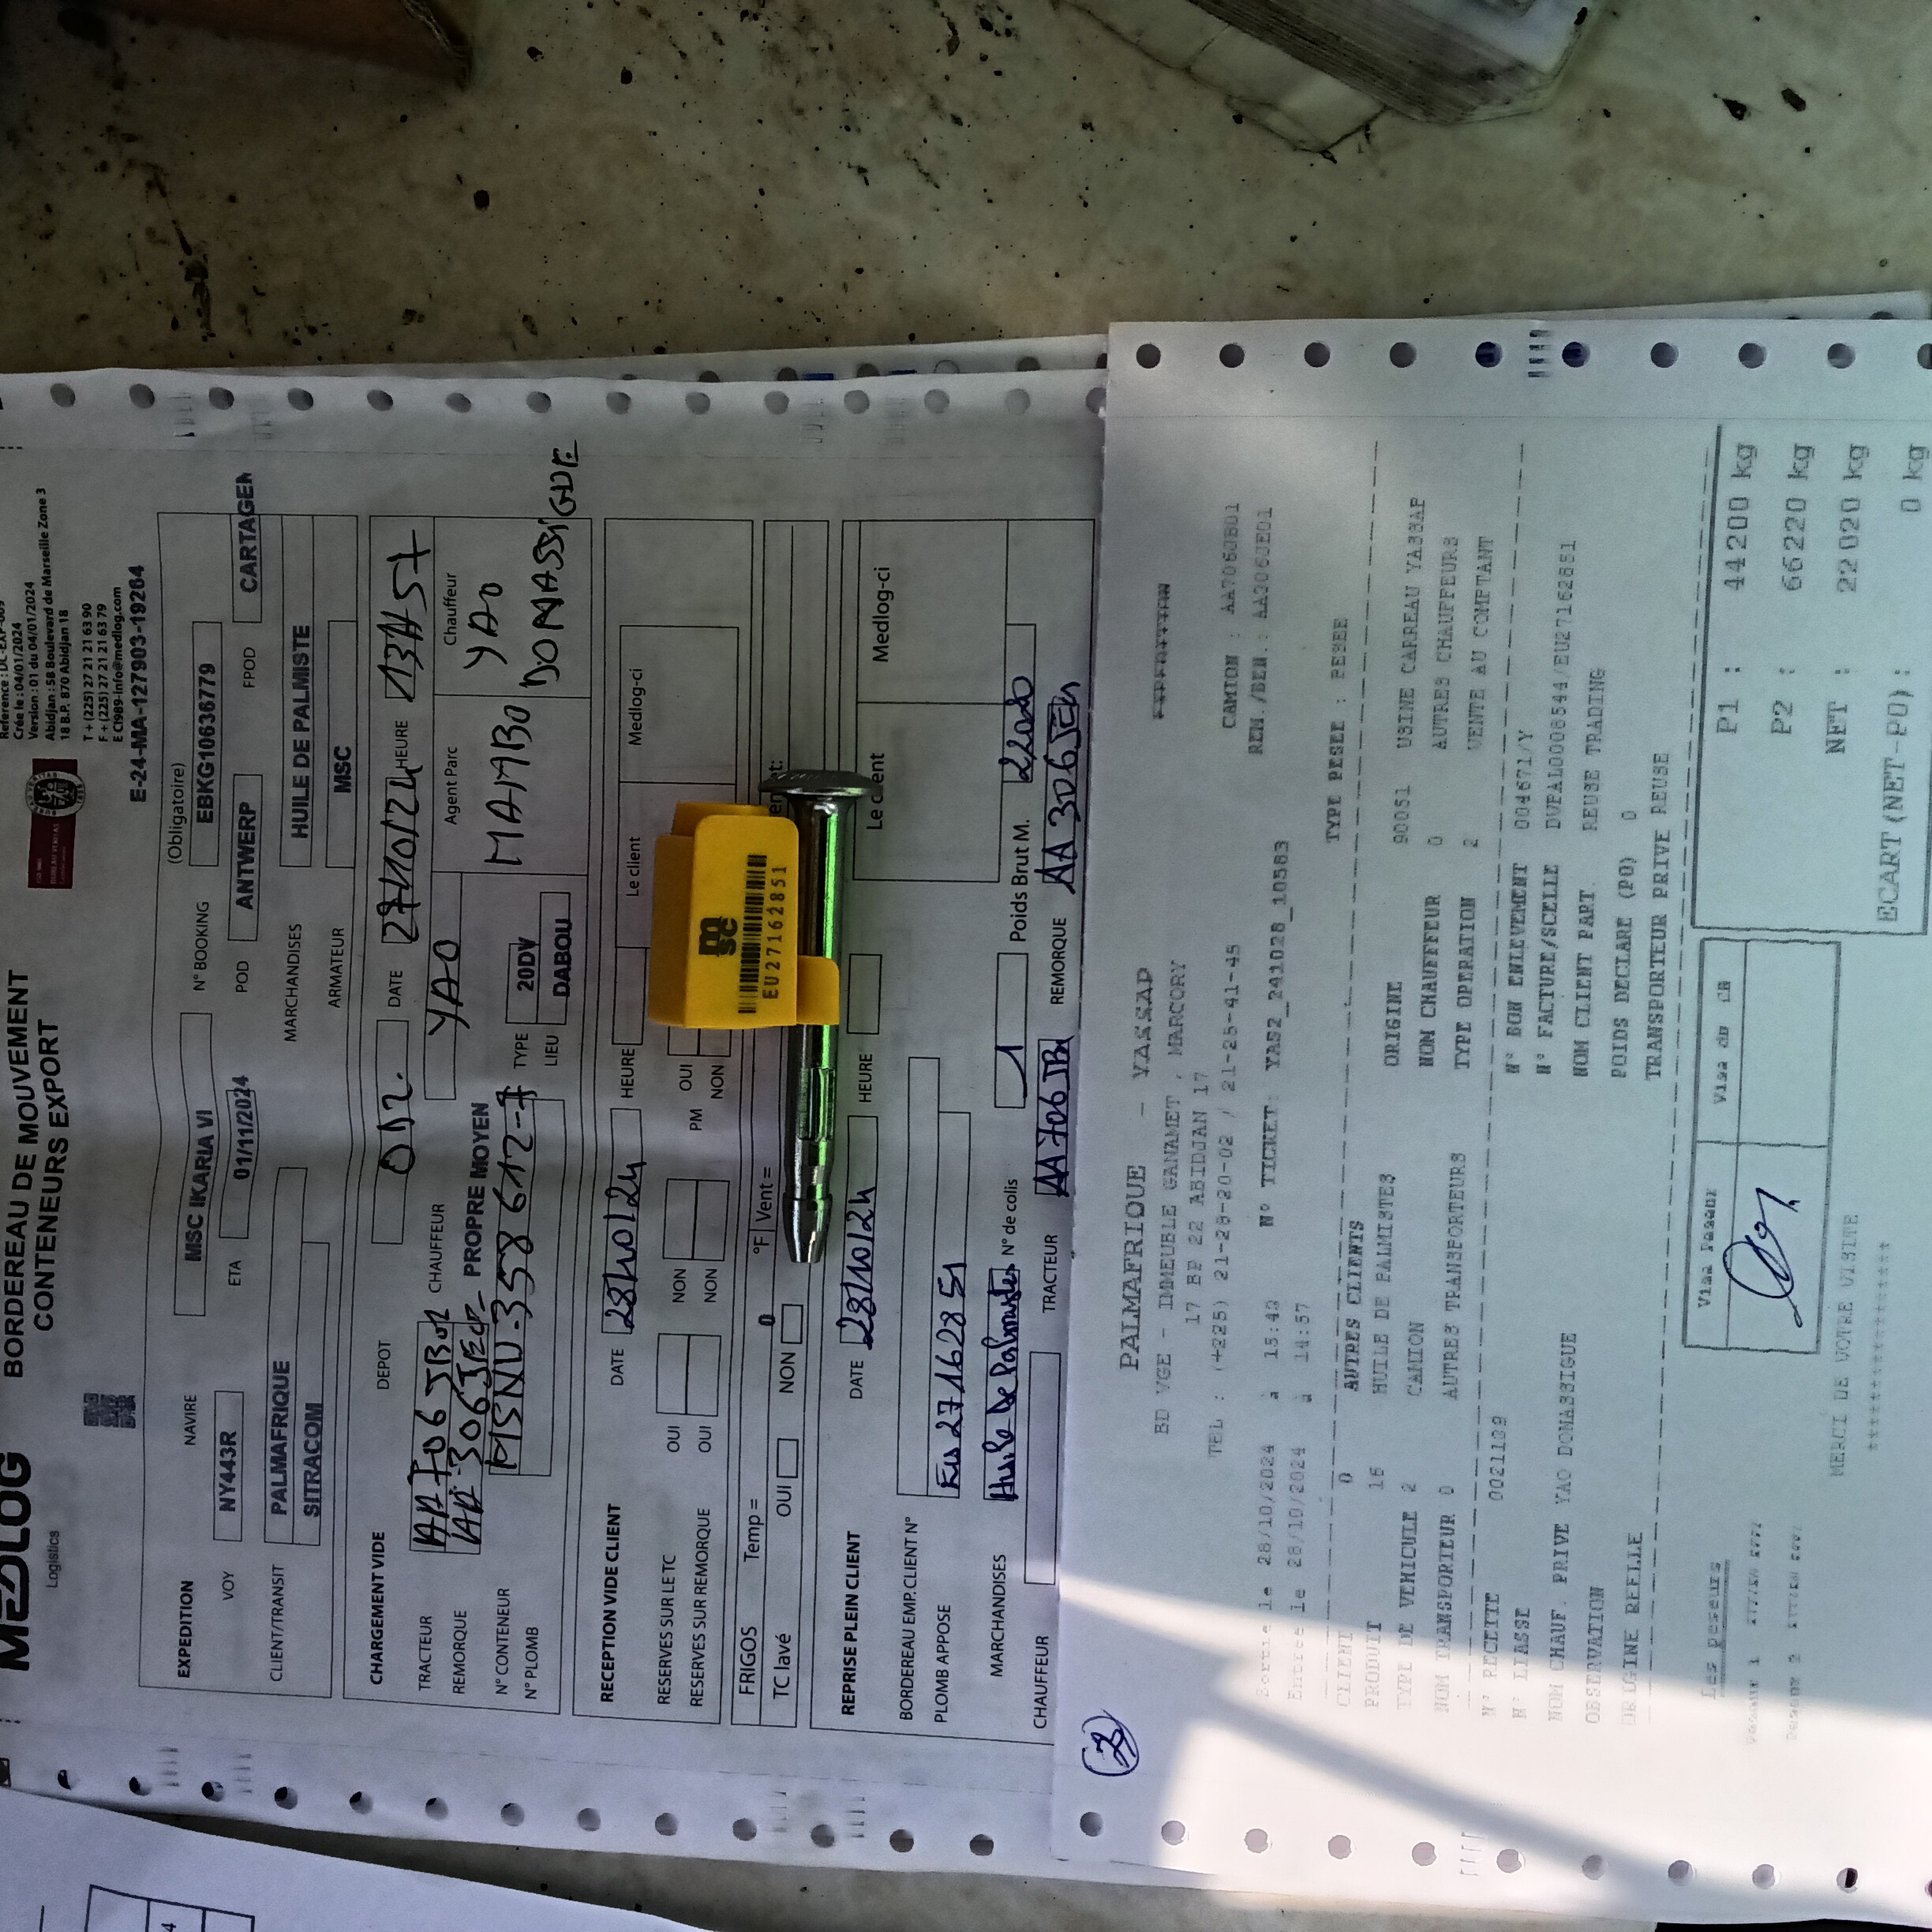 MEDLOG
Logistics
BORDEREAU DE MOUVEMENT
CONTENEURS EXPORT
Reference : DC-EXP-009
Crée le : 04/01/2024
Version : 01 du 04/01/2024
Abidjan : 58 Boulevard de Marseille Zone 3
18 B.P. 870 Abidjan 18
T + (225) 27 21 21 63 90
F + (225) 27 21 21 63 79
E CI989-info@medlog.com
E-24-MA-127903-19264
(Obligatoire)
EXPEDITION NAVIRE MSC IKARIA VI N° BOOKING EBKG10636779
VOY NY443R ETA 01/11/2024 POD ANTWERP FPOD CARTAGEN
CLIENT/TRANSIT PALMAFRIQUE MARCHANDISES HUILE DE PALMISTE
SITRACOM ARMATEUR MSC
CHARGEMENT VIDE DEPOT 012. DATE 27/10/24 HEURE 13H57
TRACTEUR AA706JB01 CHAUFFEUR YAO Agent Parc Chauffeur
REMORQUE AA306JE01 PROPRE MOYEN MAMBO YAO DONASSIGUE
N° CONTENEUR MSNU-358612-7 TYPE 20DV
N° PLOMB LIEU DABOU
RECEPTION VIDE CLIENT DATE 28/10/24 HEURE Le client Medlog-ci
RESERVES SUR LE TC OUI NON PM OUI
RESERVES SUR REMORQUE OUI NON NON
msc
EU27162851
FRIGOS Temp = 0 °F Vent =
TC lavé OUI NON
REPRISE PLEIN CLIENT DATE 28/10/24 HEURE Le client Medlog-ci
BORDEREAU EMP. CLIENT N°
PLOMB APPOSE EU27162851
MARCHANDISES Huile De Palmistes N° de colis 1 Poids Brut M. 22020
CHAUFFEUR TRACTEUR AA706JB01 REMORQUE AA306JE01
(2)
PALMAFRIQUE - YASSAP
BD VGE - IMMEUBLE GANAMET , MARCORY
17 BP 22 ABIDJAN 17
TEL : (+225) 21-28-20-02 / 21-25-41-45
EXPEDITION
CAMION : AA706JB01
REM./BEN.: AA306JE01
Sortie le 28/10/2024 à 15:43 N° TICKET: YAS2_241028_10583
Entree le 28/10/2024 à 14:57
TYPE PESEE : PESEE
CLIENT 0 AUTRES CLIENTS
PRODUIT 16 HUILE DE PALMISTES ORIGINE 90051 USINE CARREAU YASSAP
TYPE DE VEHICULE 2 CAMION NOM CHAUFFFEUR 0 AUTRES CHAUFFEURS
NOM TRANSPORTEUR 0 AUTRES TRANSPORTEURS TYPE OPERATION 2 VENTE AU COMPTANT
N° RECETTE 0021139 N° BON ENLEVEMENT 004671/Y
N° LIASSE N° FACTURE/SCELLE DVPAL0008544/EU27162851
NOM CHAUF. PRIVE YAO DONASSIGUE NOM CLIENT PART. REUSE TRADING
OBSERVATION POIDS DECLARE (P0) 0
ORIGINE REELLE TRANSPORTEUR PRIVE REUSE
Les peseurs Visa Peseur Visa du CB
Peseur 1
Peseur 2
P1 : 44200 kg
P2 : 66220 kg
NET : 22020 kg
ECART (NET-P0) : 0 kg
MERCI DE VOTRE VISITE
*****************